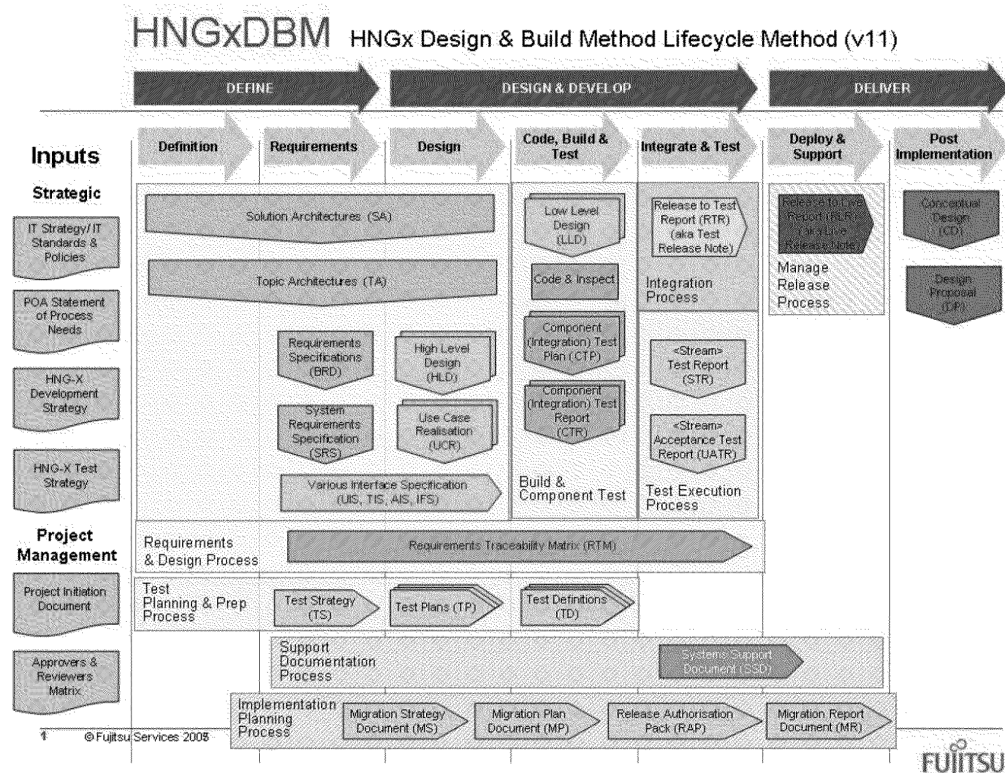 HNGxDBM HNGx Design & Build Method Lifecycle Method (v11)
DEFINE
DESIGN & DEVELOP
DELIVER
Inputs
Definition
Requirements
Design
Code, Build &
Test
Integrate & Test
Deploy &
Support
Post
Implementation
Strategic
IT Strategy/ IT
Standards &
Policies
POA Statement
of Process
Needs
HNG-X
Development
Strategy
HNG-X Test
Strategy
Project
Management
Project Initiation
Document
Approvers &
Reviewers
Matrix
Solution Architectures (SA)
Topic Architectures (TA)
Requirements
Specifications
(BRD)
System
Requirements
Specification
(SRS)
High Level
Design
(HLD)
Use Case
Realisation
(UCR)
Various Interface Specification
(UIS, TIS, AIS, IFS)
Low Level
Design
(LLD)
Code & Inspect
Component
(Integration) Test
Plan (CTP)
Component
(Integration) Test
Report
(CTR)
Build &
Component Test
Release to Test
Report (RTR)
(aka Test
Release Note)
Integration
Process
<Stream>
Test Report
(STR)
<Stream>
Acceptance Test
Report (UATR)
Test Execution
Process
Release to Live
Report (RLR)
(aka Live
Release Note)
Manage
Release
Process
Conceptual
Design
(CD)
Design
Proposal
(DP)
Requirements
& Design Process
Requirements Traceability Matrix (RTM)
Test
Planning & Prep
Process
Test Strategy
(TS)
Test Plans (TP)
Test Definitions
(TD)
Support
Documentation
Process
Systems Support
Document (SSD)
Implementation
Planning
Process
Migration Strategy
Document (MS)
Migration Plan
Document (MP)
Release Authorisation
Pack (RAP)
Migration Report
Document (MR)
© Fujitsu Services
FUJITSU